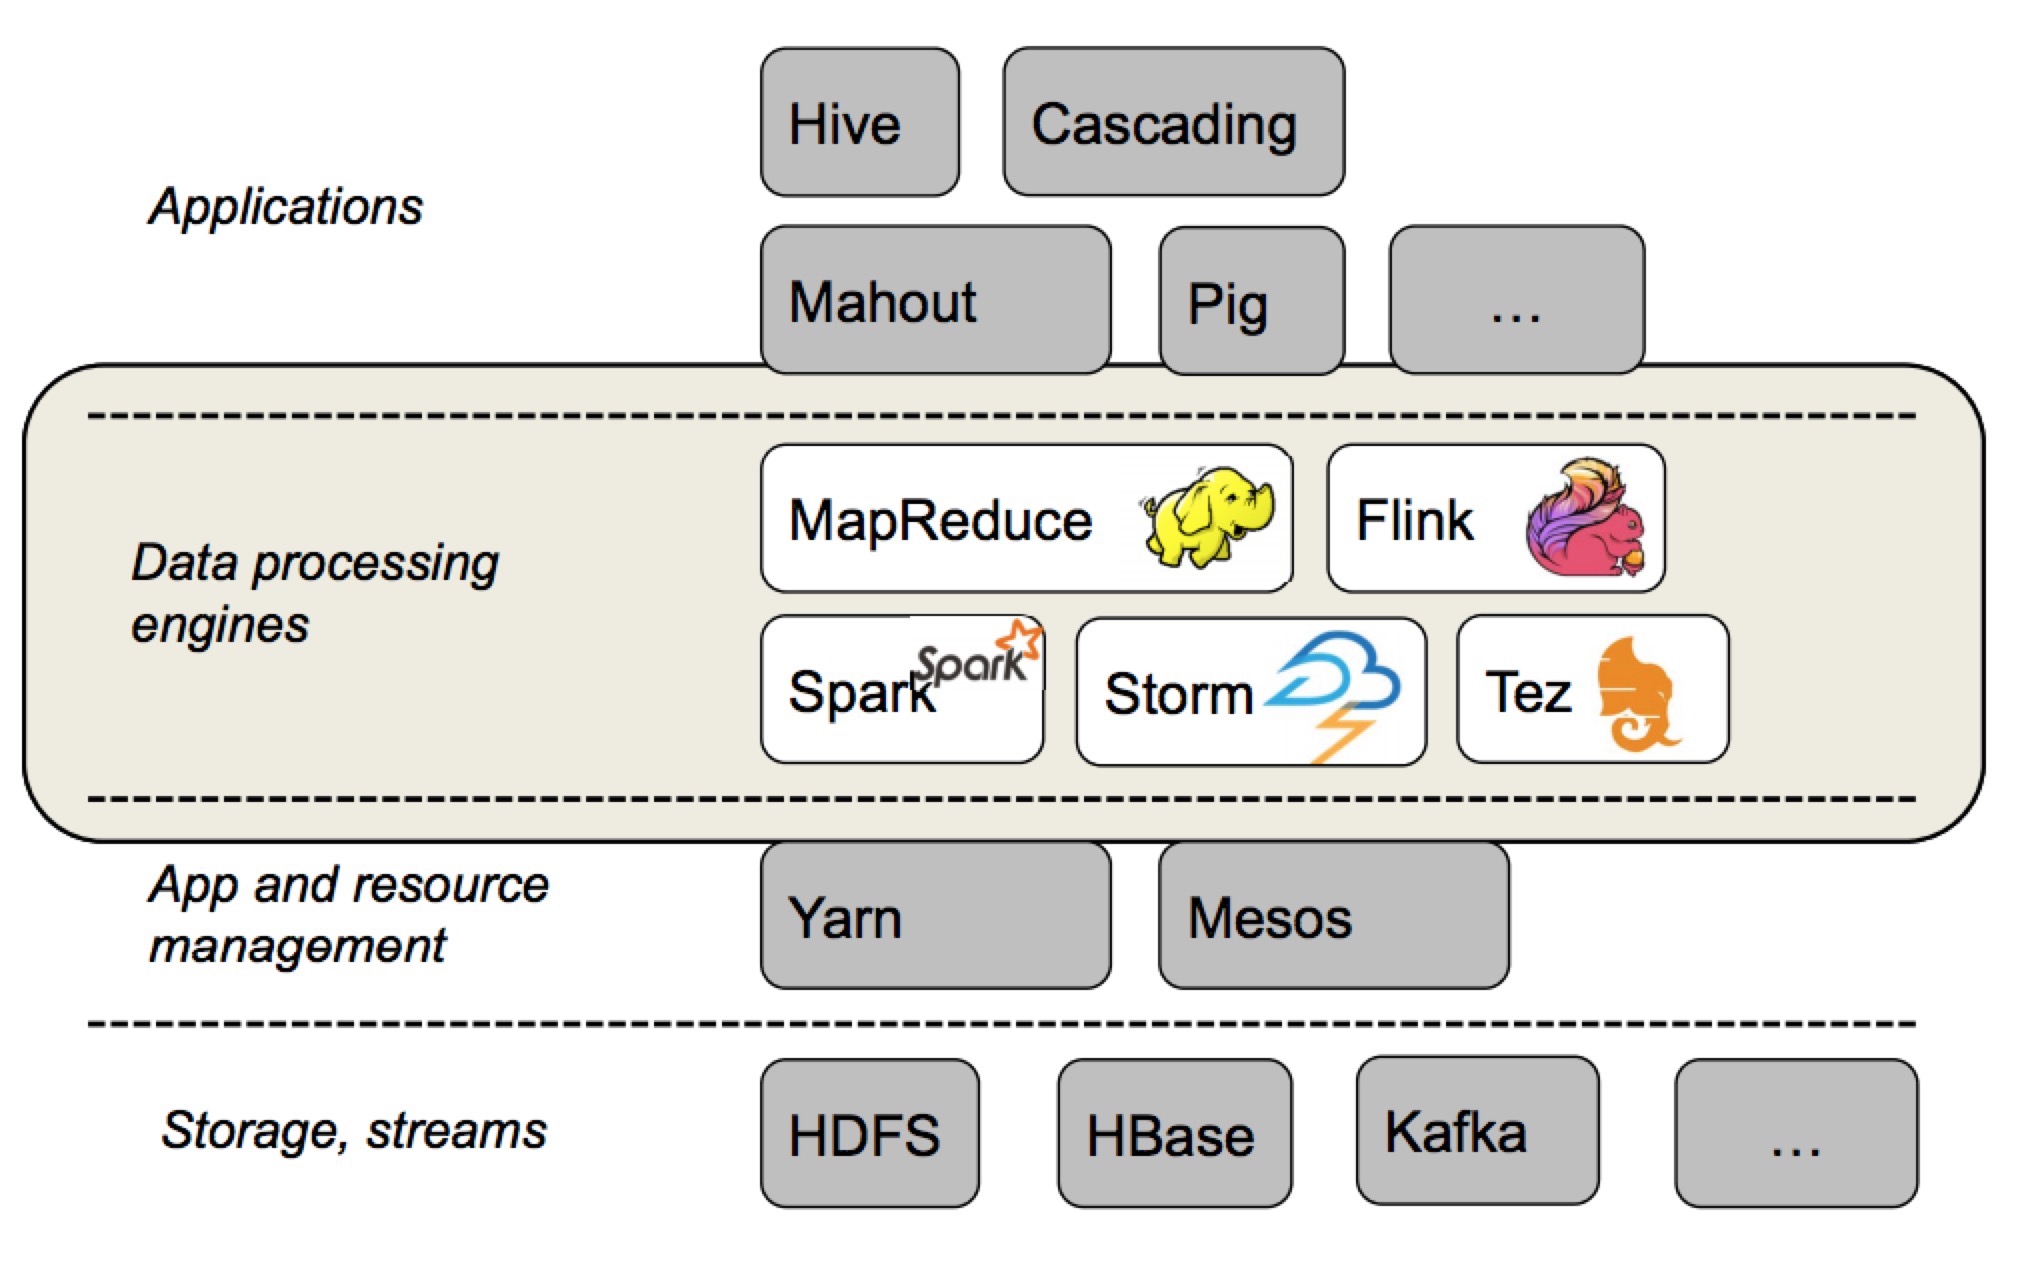 Applications
Hive
Cascading
Mahout
Pig
...
Data processing
engines
MapReduce
Flink
Spark
Spark
Storm
Tez
App and resource
management
Yarn
Mesos
Storage, streams
HDFS
HBase
Kafka
...